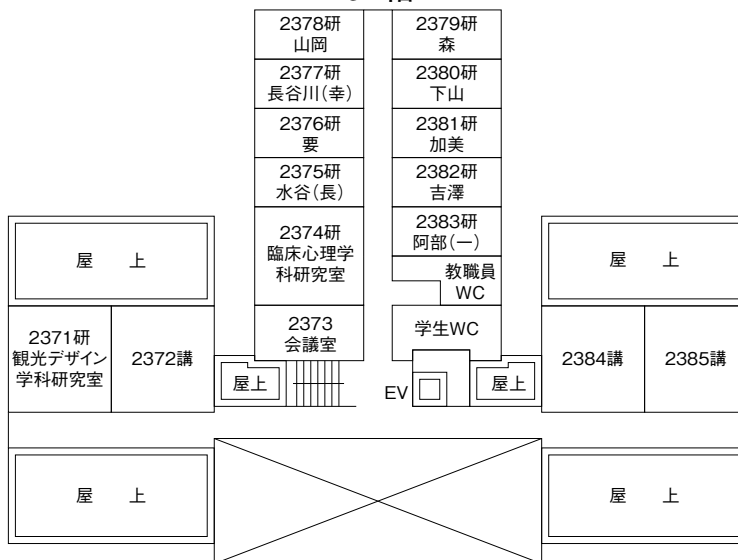 2378研
山岡
2379研
森
2377研
長谷川(幸)
2380研
下山
2376研
要
2381研
加美
2375研
水谷(長)
2382研
吉澤
2374研
臨床心理学
科研究室
2383研
阿部(一)
教職員
WC
屋 上
屋 上
2371研
観光デザイン
学科研究室
2372講
2373
会議室
学生WC
2384講
2385講
屋上
EV
屋上
屋 上
屋 上